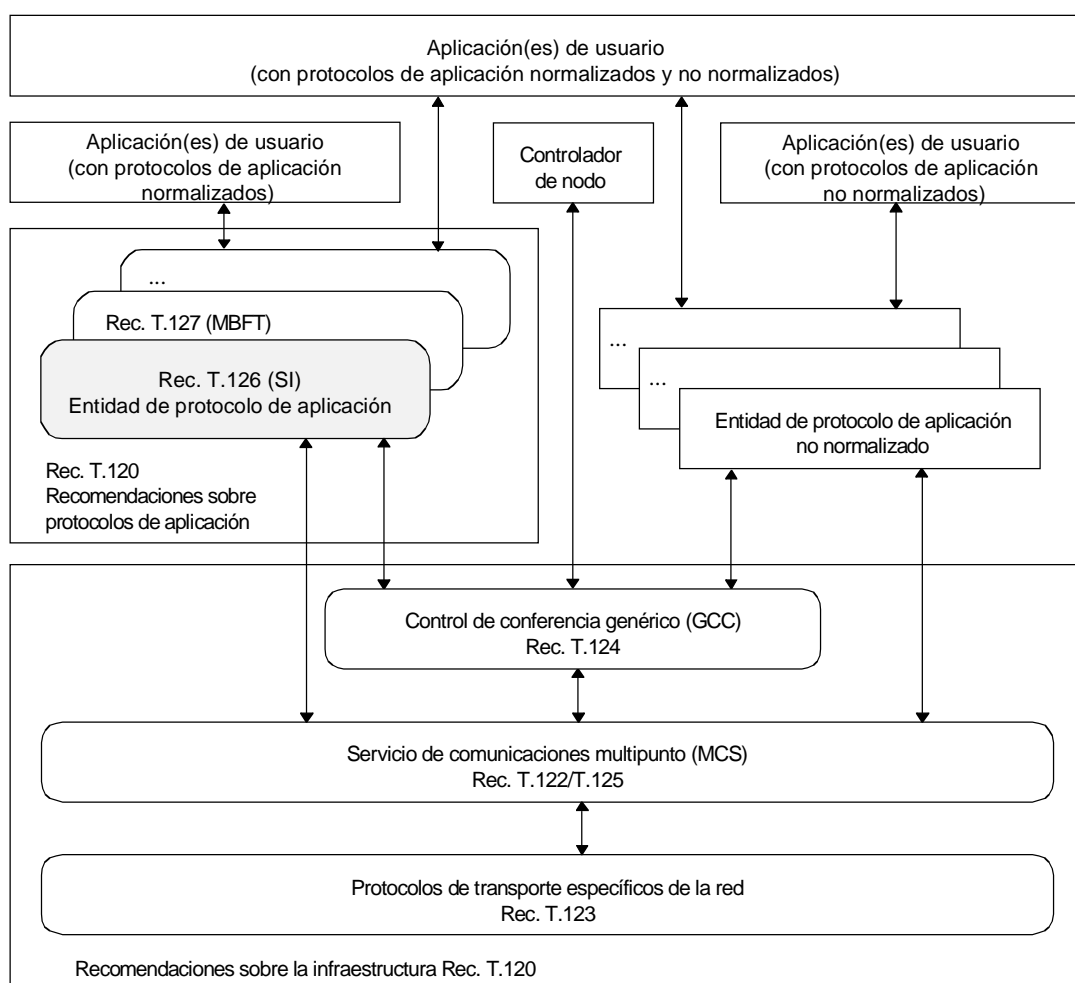 Aplicación(es) de usuario
(con protocolos de aplicación normalizados y no normalizados)
Aplicación(es) de usuario
(con protocolos de aplicación
normalizados)
Controlador
de nodo
Aplicación(es) de usuario
(con protocolos de aplicación
no normalizados)
...
Rec. T.127 (MBFT)
Rec. T.126 (SI)
Entidad de protocolo de aplicación
Rec. T.120
Recomendaciones sobre
protocolos de aplicación
...
...
Entidad de protocolo de aplicación
no normalizado
Control de conferencia genérico (GCC)
Rec. T.124
Servicio de comunicaciones multipunto (MCS)
Rec. T.122/T.125
Protocolos de transporte específicos de la red
Rec. T.123
Recomendaciones sobre la infraestructura Rec. T.120